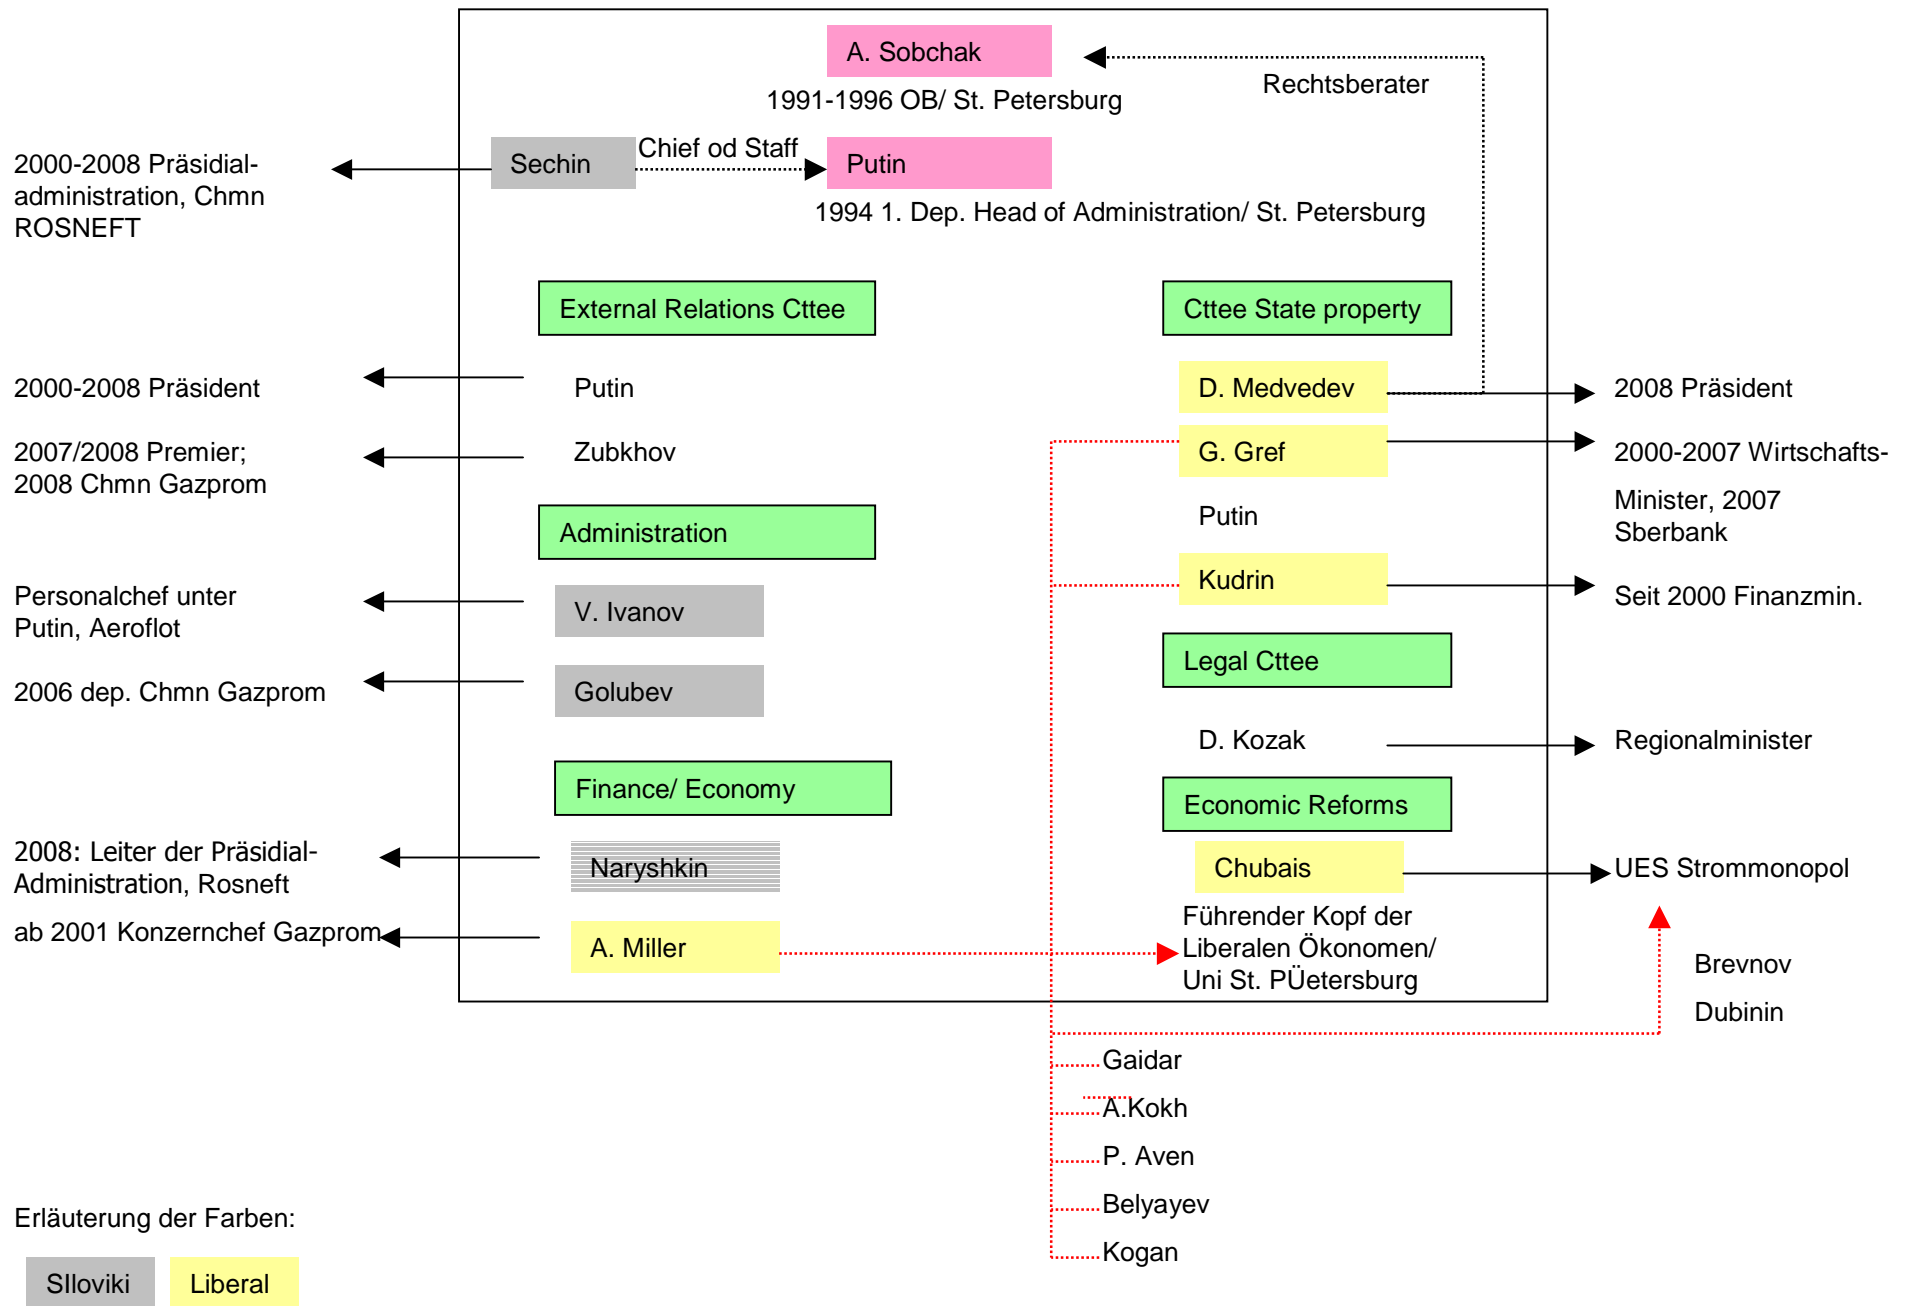 A. Sobchak
Rechtsberater
1991-1996 OB/ St. Petersburg
2000-2008 Präsidial-
administration, Chmn
ROSNEFT
Sechin
Chief od Staff
Putin
1994 1. Dep. Head of Administration/ St. Petersburg
External Relations Cttee
Cttee State property
2000-2008 Präsident
Putin
D. Medvedev
2008 Präsident
2007/2008 Premier;
2008 Chmn Gazprom
Zubkhov
G. Gref
2000-2007 Wirtschafts-
Minister, 2007
Sberbank
Putin
Administration
Kudrin
Seit 2000 Finanzmin.
Personalchef unter
Putin, Aeroflot
V. Ivanov
Legal Cttee
2006 dep. Chmn Gazprom
Golubev
D. Kozak
Regionalminister
Finance/ Economy
Economic Reforms
2008: Leiter der Präsidial-
Administration, Rosneft
Naryshkin
Chubais
UES Strommonopol
ab 2001 Konzernchef Gazprom
A. Miller
Führender Kopf der
Liberalen Ökonomen/
Uni St. PÜetersburg
Brevnov
Dubinin
Gaidar
A.Kokh
P. Aven
Belyayev
Kogan
Erläuterung der Farben:
SIloviki
Liberal